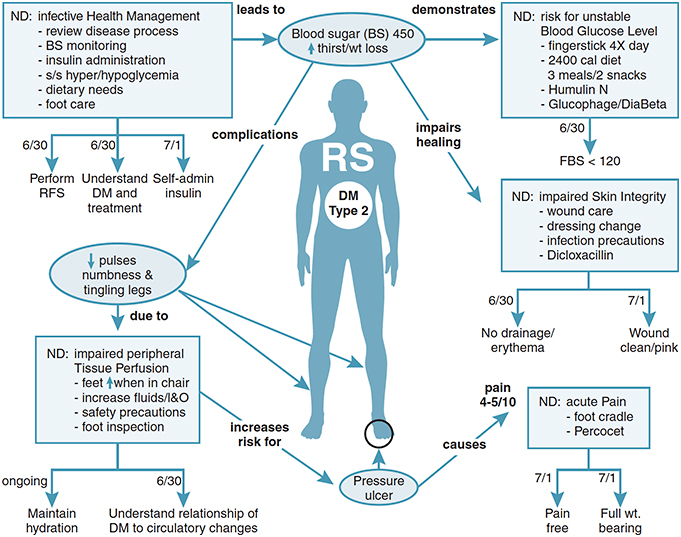 ND: infective Health Management
- review disease process
- BS monitoring
- insulin administration
- s/s hyper/hypoglycemia
- dietary needs
- foot care
leads to
Blood sugar (BS) 450
↑ thirst/wt loss
demonstrates
ND: risk for unstable
Blood Glucose Level
- fingerstick 4X day
- 2400 cal diet
3 meals/2 snacks
- Humulin N
- Glucophage/DiaBeta
6/30
FBS < 120
6/30
6/30
7/1
Perform
RFS
Understand
DM and
treatment
Self-admin
insulin
complications
impairs
healing
RS
DM
Type 2
ND: impaired Skin Integrity
- wound care
- dressing change
- infection precautions
- Dicloxacillin
6/30
7/1
No drainage/
erythema
Wound
clean/pink
↓ pulses
numbness &
tingling legs
due to
ND: impaired peripheral
Tissue Perfusion
- feet ↑ when in chair
- increase fluids/I&O
- safety precautions
- foot inspection
ongoing
6/30
Maintain
hydration
Understand relationship of
DM to circulatory changes
increases
risk for
Pressure
ulcer
causes
pain
4-5/10
ND: acute Pain
- foot cradle
- Percocet
7/1
7/1
Pain
free
Full wt.
bearing